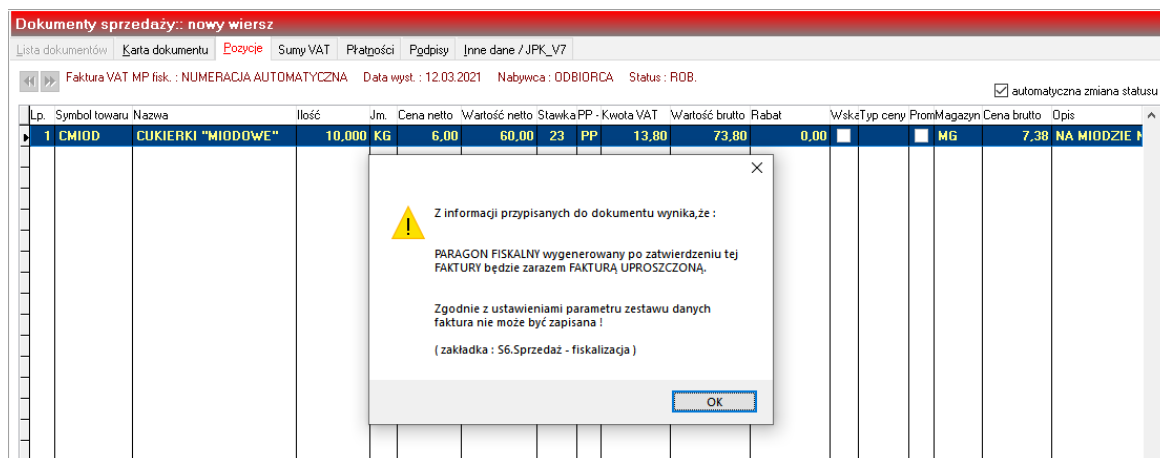 Dokumenty sprzedaży:: nowy wiersz
Lista dokumentów Karta dokumentu Pozycje Sumy VAT Płatności Podpisy Inne dane / JPK_V7
Faktura VAT MP fisk. : NUMERACJA AUTOMATYCZNA Data wyst. : 12.03.2021 Nabywca : ODBIORCA Status : ROB.
automatyczna zmiana statusu
Lp. Symbol towaru Nazwa Ilość Jm. Cena netto Wartość netto Stawka PP - Kwota VAT Wartość brutto Rabat Wska Typ ceny Prom Magazyn Cena brutto Opis
1 CMIOD CUKIERKI "MIODOWE" 10,000 KG 6,00 60,00 23 PP 13,80 73,80 0,00 MG 7,38 NA MIODZIE
Z informacji przypisanych do dokumentu wynika,że :
PARAGON FISKALNY wygenerowany po zatwierdzeniu tej
FAKTURY będzie zarazem FAKTURĄ UPROSZCZONĄ.
Zgodnie z ustawieniami parametru zestawu danych
faktura nie może być zapisana !
( zakładka : S6.Sprzedaż - fiskalizacja )
OK